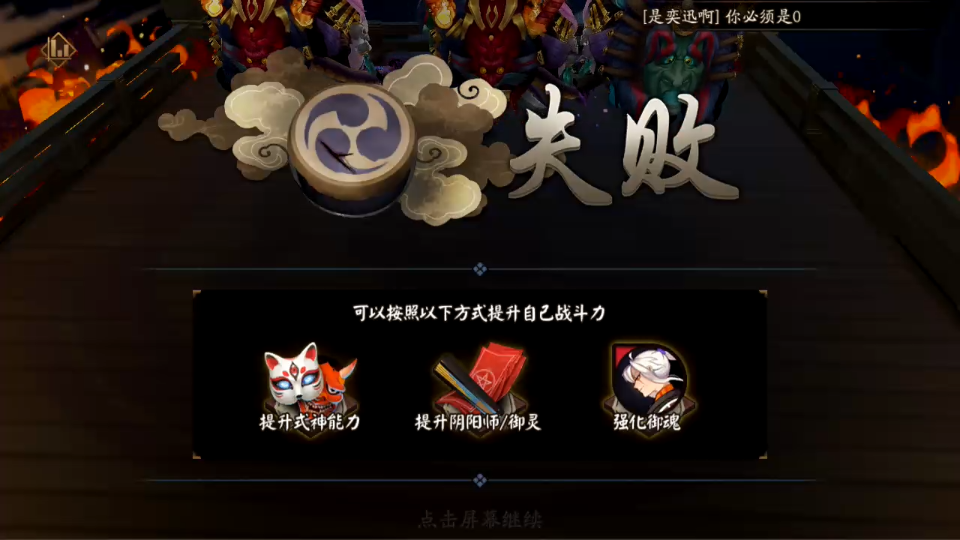 [是奕迅啊] 你必须是0
失败
可以按照以下方式提升自己战斗力
提升式神能力
提升阴阳师/御灵
强化御魂
点击屏幕继续